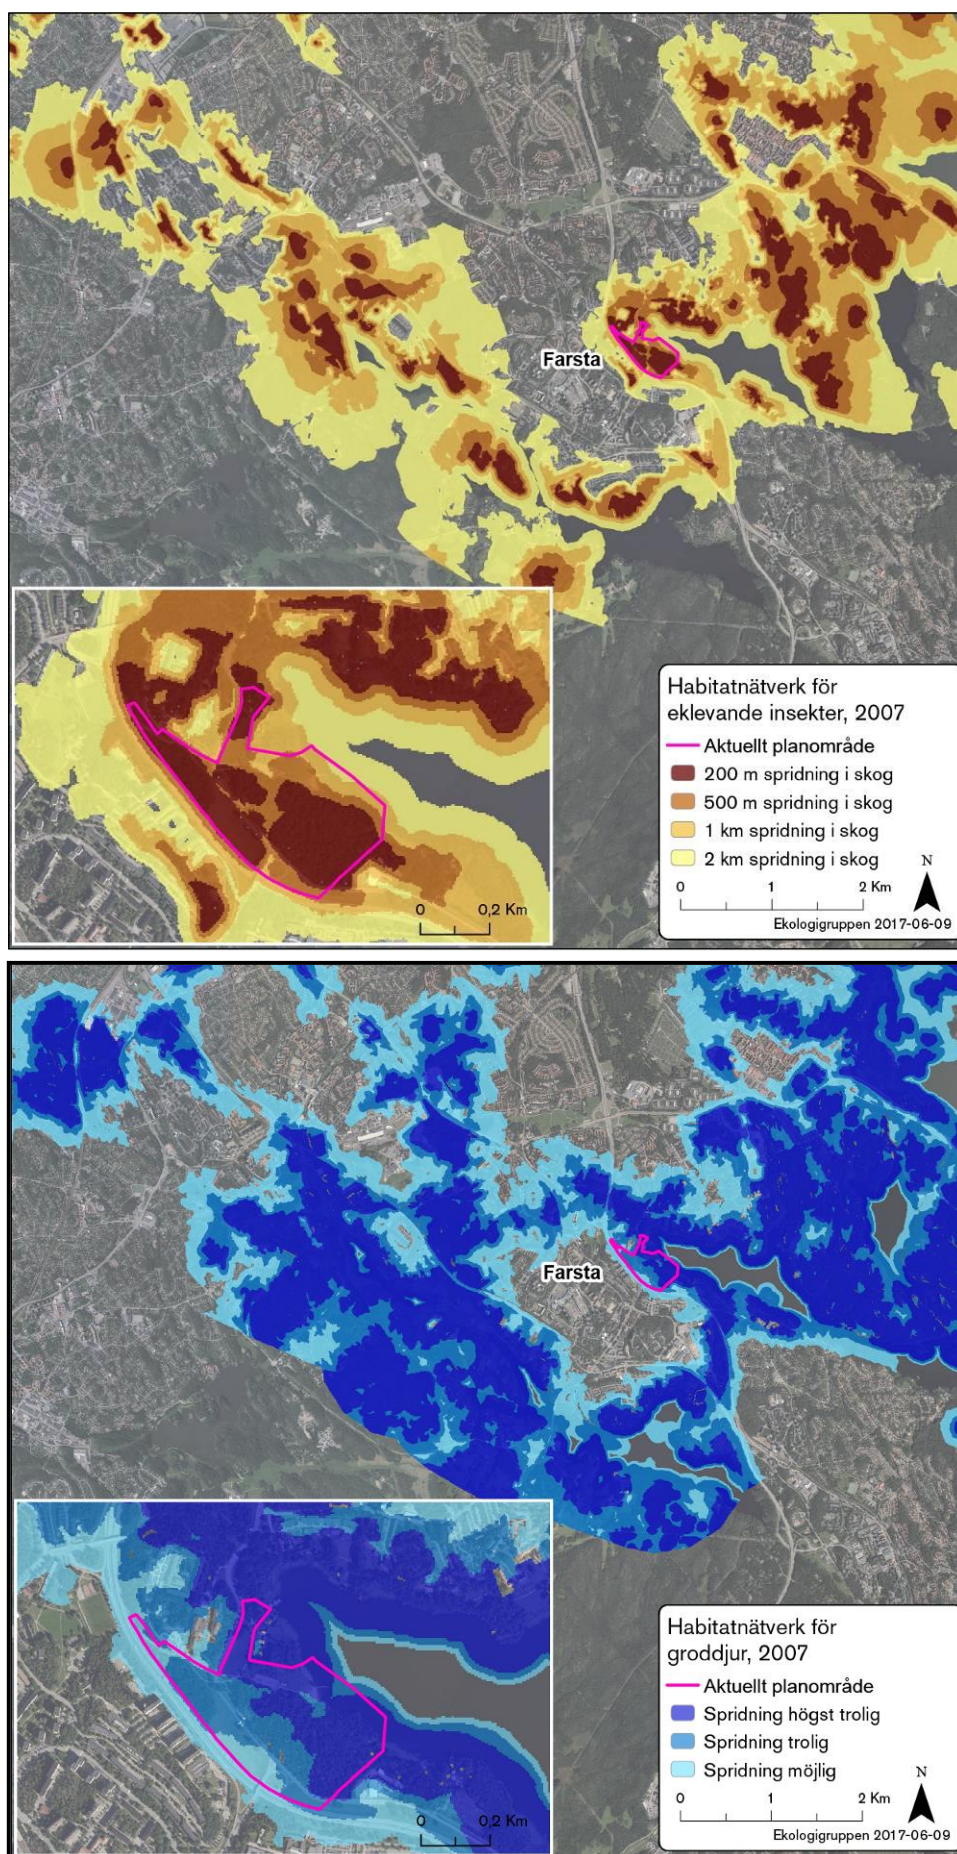 Farsta
Habitatnätverk för
eklevande insekter, 2007
Aktuellt planområde
200 m spridning i skog
500 m spridning i skog
1 km spridning i skog
2 km spridning i skog
N
0 1 2 Km
Ekologigruppen 2017-06-09
0 0,2 Km
Farsta
Habitatnätverk för
groddjur, 2007
Aktuellt planområde
Spridning högst trolig
Spridning trolig
Spridning möjlig
N
0 1 2 Km
Ekologigruppen 2017-06-09
0 0,2 Km